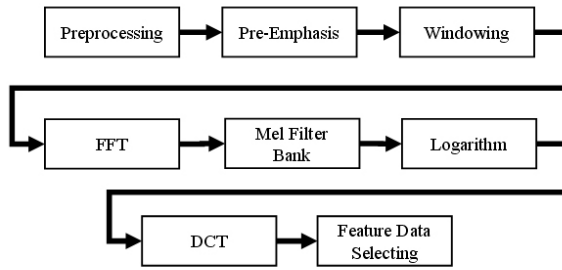 Preprocessing
Pre-Emphasis
Windowing
FFT
Mel Filter
Bank
Logarithm
DCT
Feature Data
Selecting